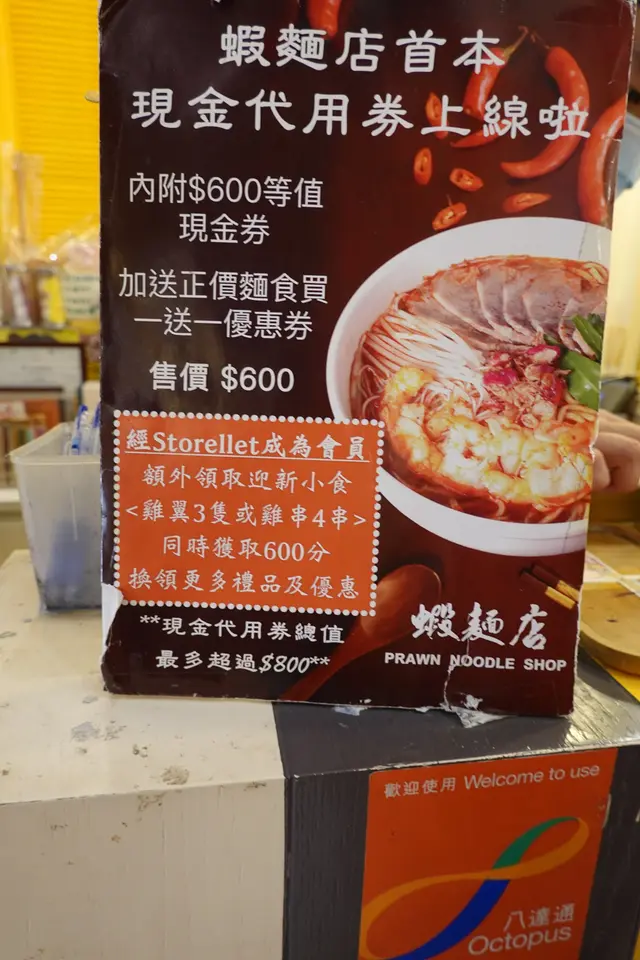 蝦麵店首本
現金代用券上線啦
內附$600等值
現金券
加送正價麵食買
一送一優惠券
售價 $600
經Storellet成為會員
額外領取迎新小食
<雞翼3隻或雞串4串>
同時獲取600分
換領更多禮品及優惠
**現金代用券總值
最多超過$800**
蝦麵店
PRAWN NOODLE SHOP
歡迎使用 Welcome to use
八達通
Octopus